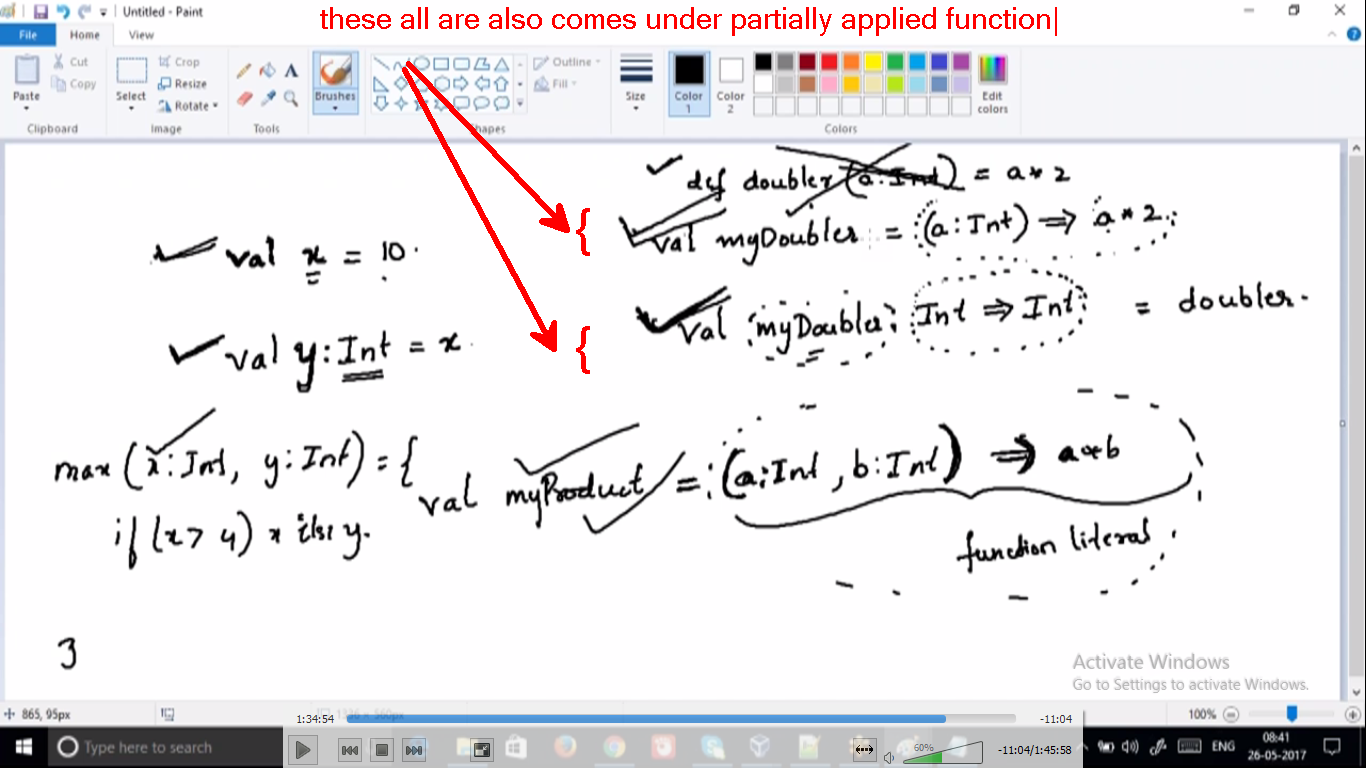 Untitled - Paint
these all are also comes under partially applied function
File Home View
Paste
Cut
Copy
Clipboard
Select
Crop
Resize
Rotate
Image
Tools
Brushes
Shapes
Outline
Fill
Size
Color 1
Color 2
Edit colors
Colors
def doubler (a:Int) = a * 2
{ val myDoubler = (a:Int) => a * 2
val x = 10
{ val myDoubler: Int => Int = doubler
val y:Int = x
max (x:Int, y:Int) = {
if (x > y) x else y
val myProduct = (a:Int, b:Int) => a*b
function literal
3
Activate Windows
Go to Settings to activate Windows.
865, 95px
1336 × 560px
100%
1:34:54
-11:04
Type here to search
60%
-11:04/1:45:58
ENG
08:41
26-05-2017